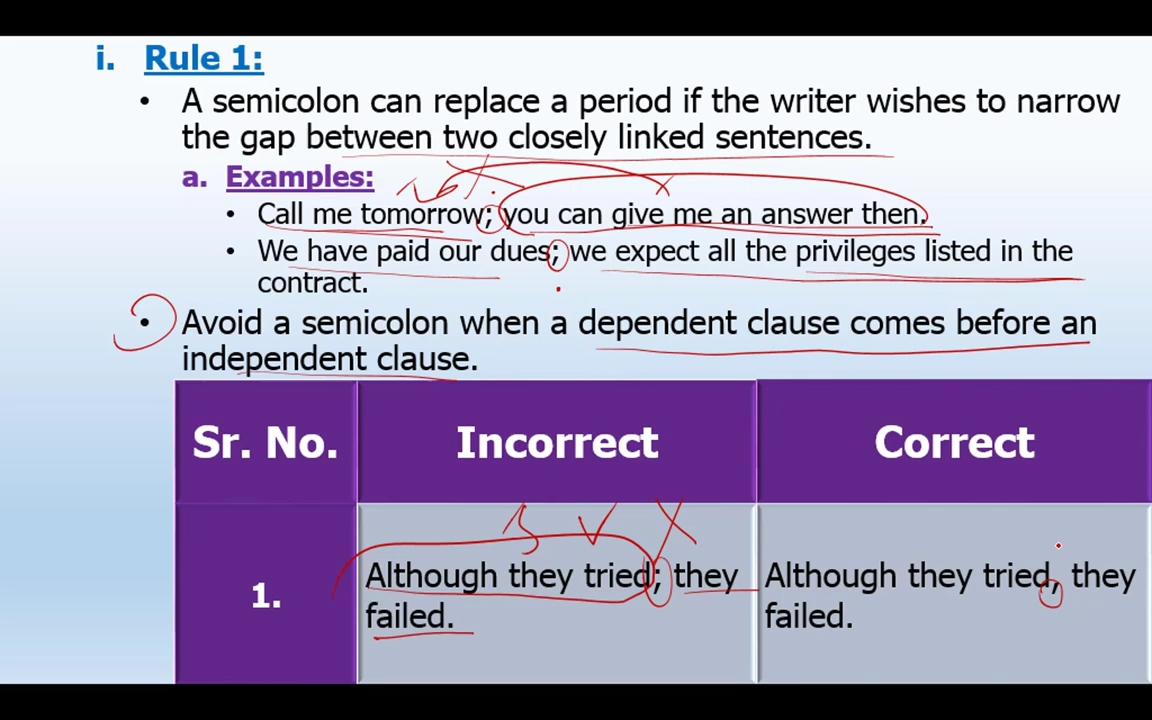 i. Rule 1:
• A semicolon can replace a period if the writer wishes to narrow
the gap between two closely linked sentences.
a. Examples:
• Call me tomorrow; you can give me an answer then.
• We have paid our dues; we expect all the privileges listed in the
contract.
• Avoid a semicolon when a dependent clause comes before an
independent clause.
Sr. No. Incorrect Correct
S V X
1. Although they tried; they Although they tried, they
failed. failed.